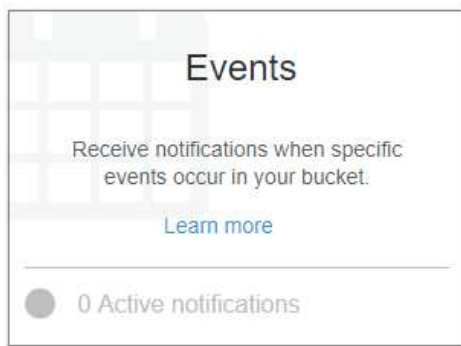 Events
Receive notifications when specific
events occur in your bucket.
Learn more
0 Active notifications